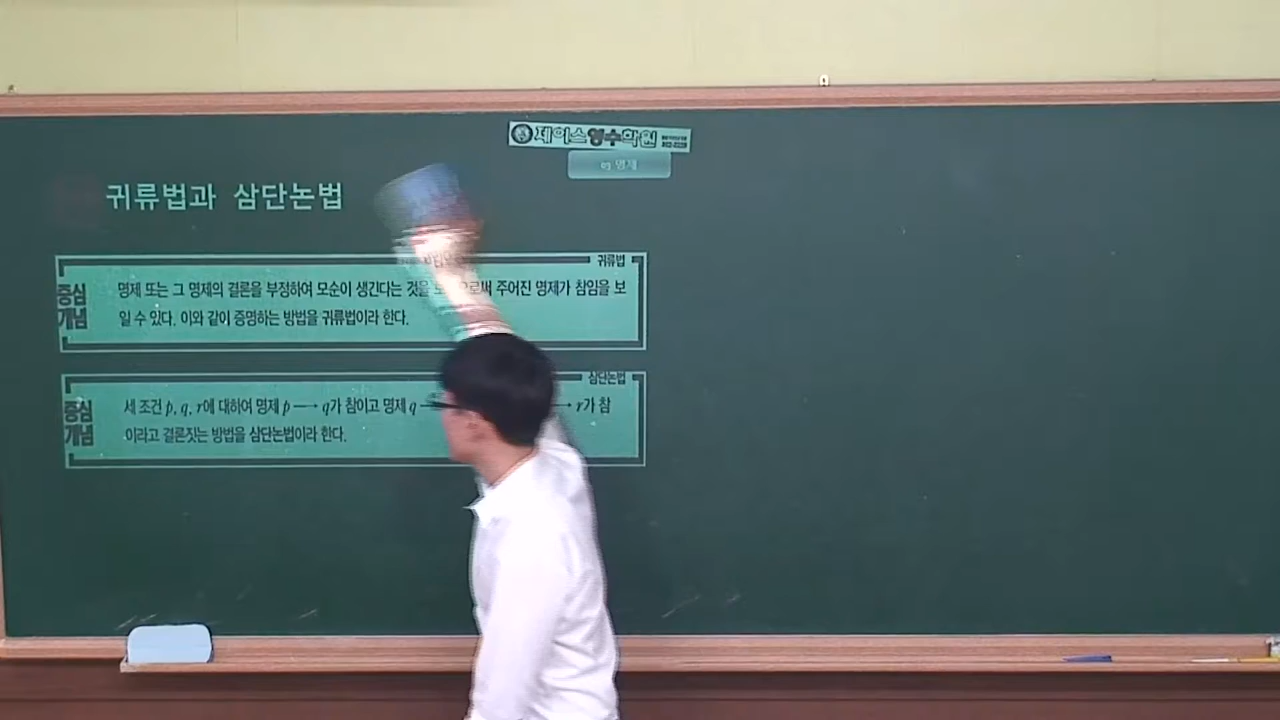 제이스영수학원
03 명제
귀류법과 삼단논법
귀류법
중심
개념
명제 또는 그 명제의 결론을 부정하여 모순이 생긴다는 것을 주어진 명제가 참임을 보
일 수 있다. 이와 같이 증명하는 방법을 귀류법이라 한다.
삼단논법
중심
개념
세 조건 p, q, r에 대하여 명제 p → q가 참이고 명제 q → r가 참
이라고 결론짓는 방법을 삼단논법이라 한다.